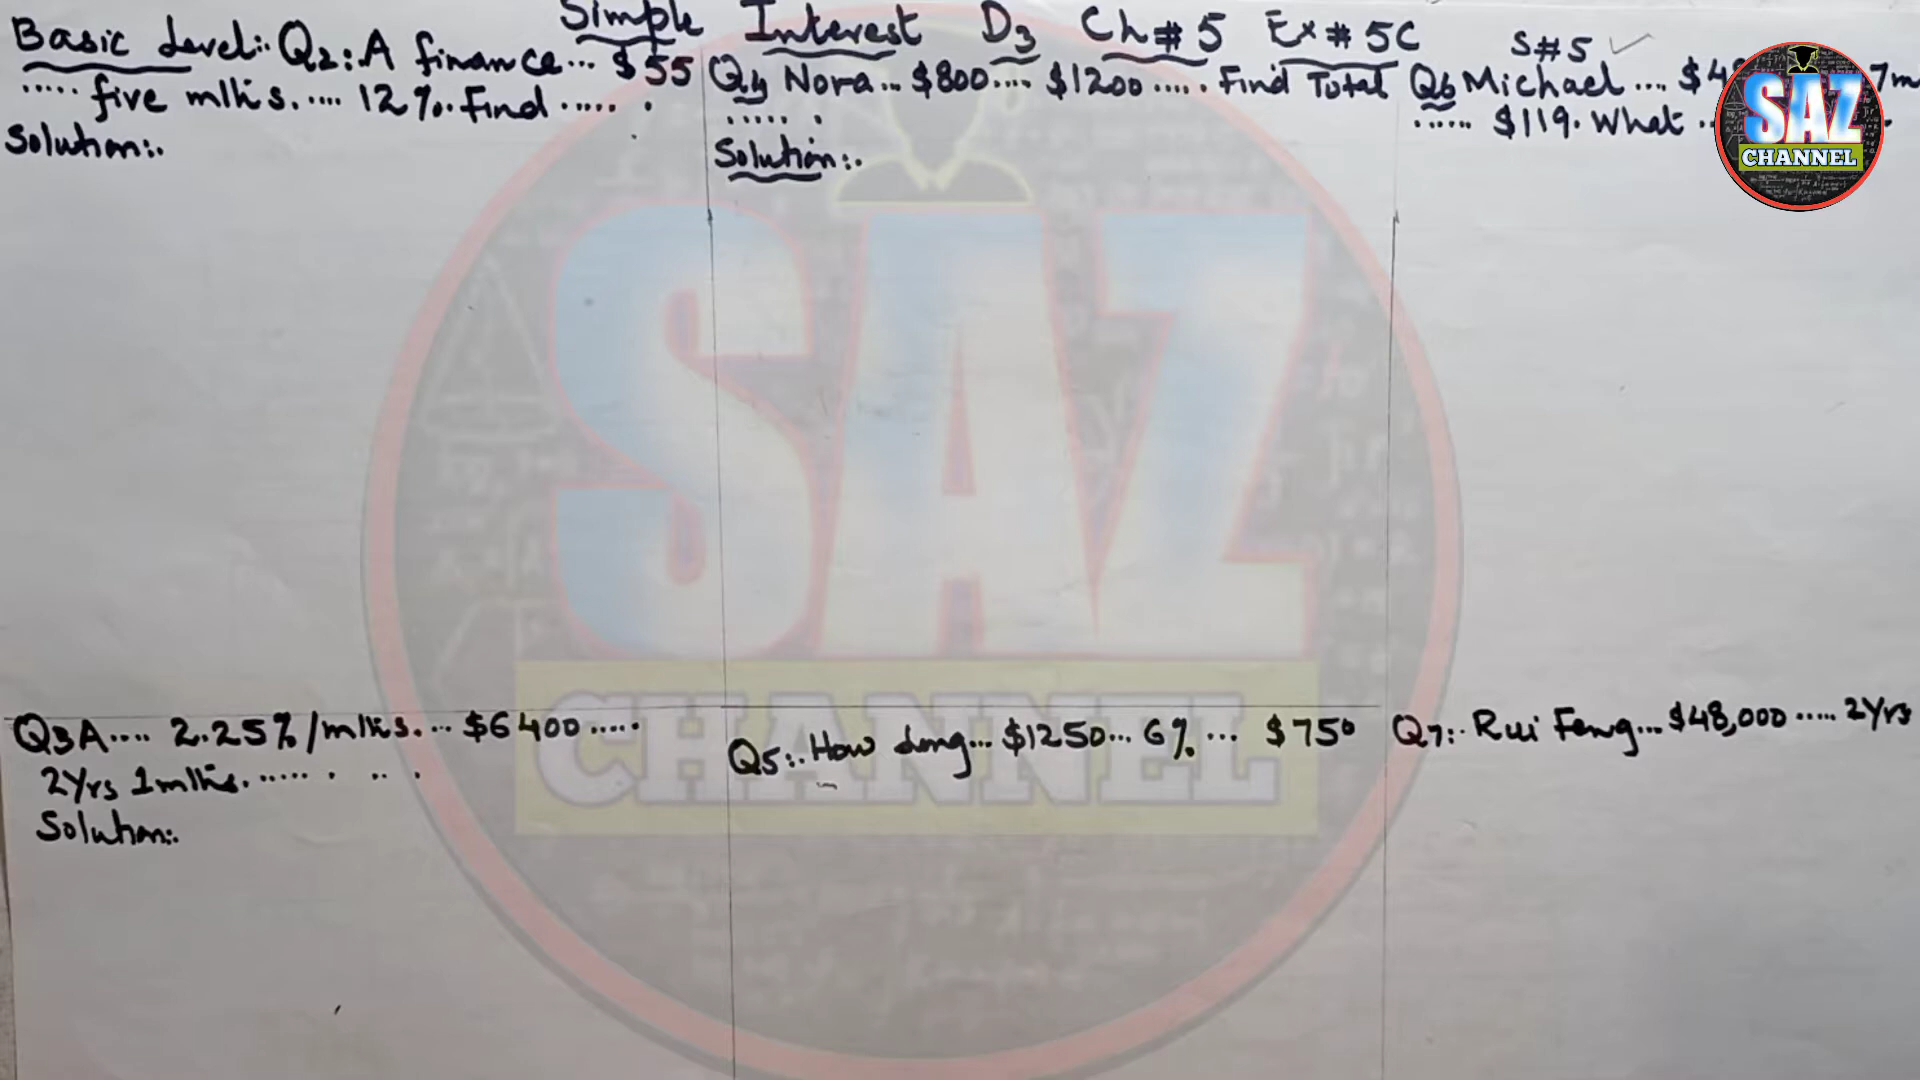 Simple Interest D3 Ch#5 Ex#5C
S#5
Basic Level:. Q2:. A finance... $55
..... five mths..... 12%. Find ......
Solution:.
Q4 Nora... $800.... $1200..... Find Total
......
Solution:.
Q6 Michael .... $4 7m
...... $119. What ..
SAZ
CHANNEL
SAZ
CHANNEL
Q3 A.... 2.25%/mths.... $6400.....
2Yrs 1mths. ...... . .. .
Solution:.
Q5:. How long... $1250... 6% ... $750
Q7:. Rui Feng... $48,000..... 2Yrs